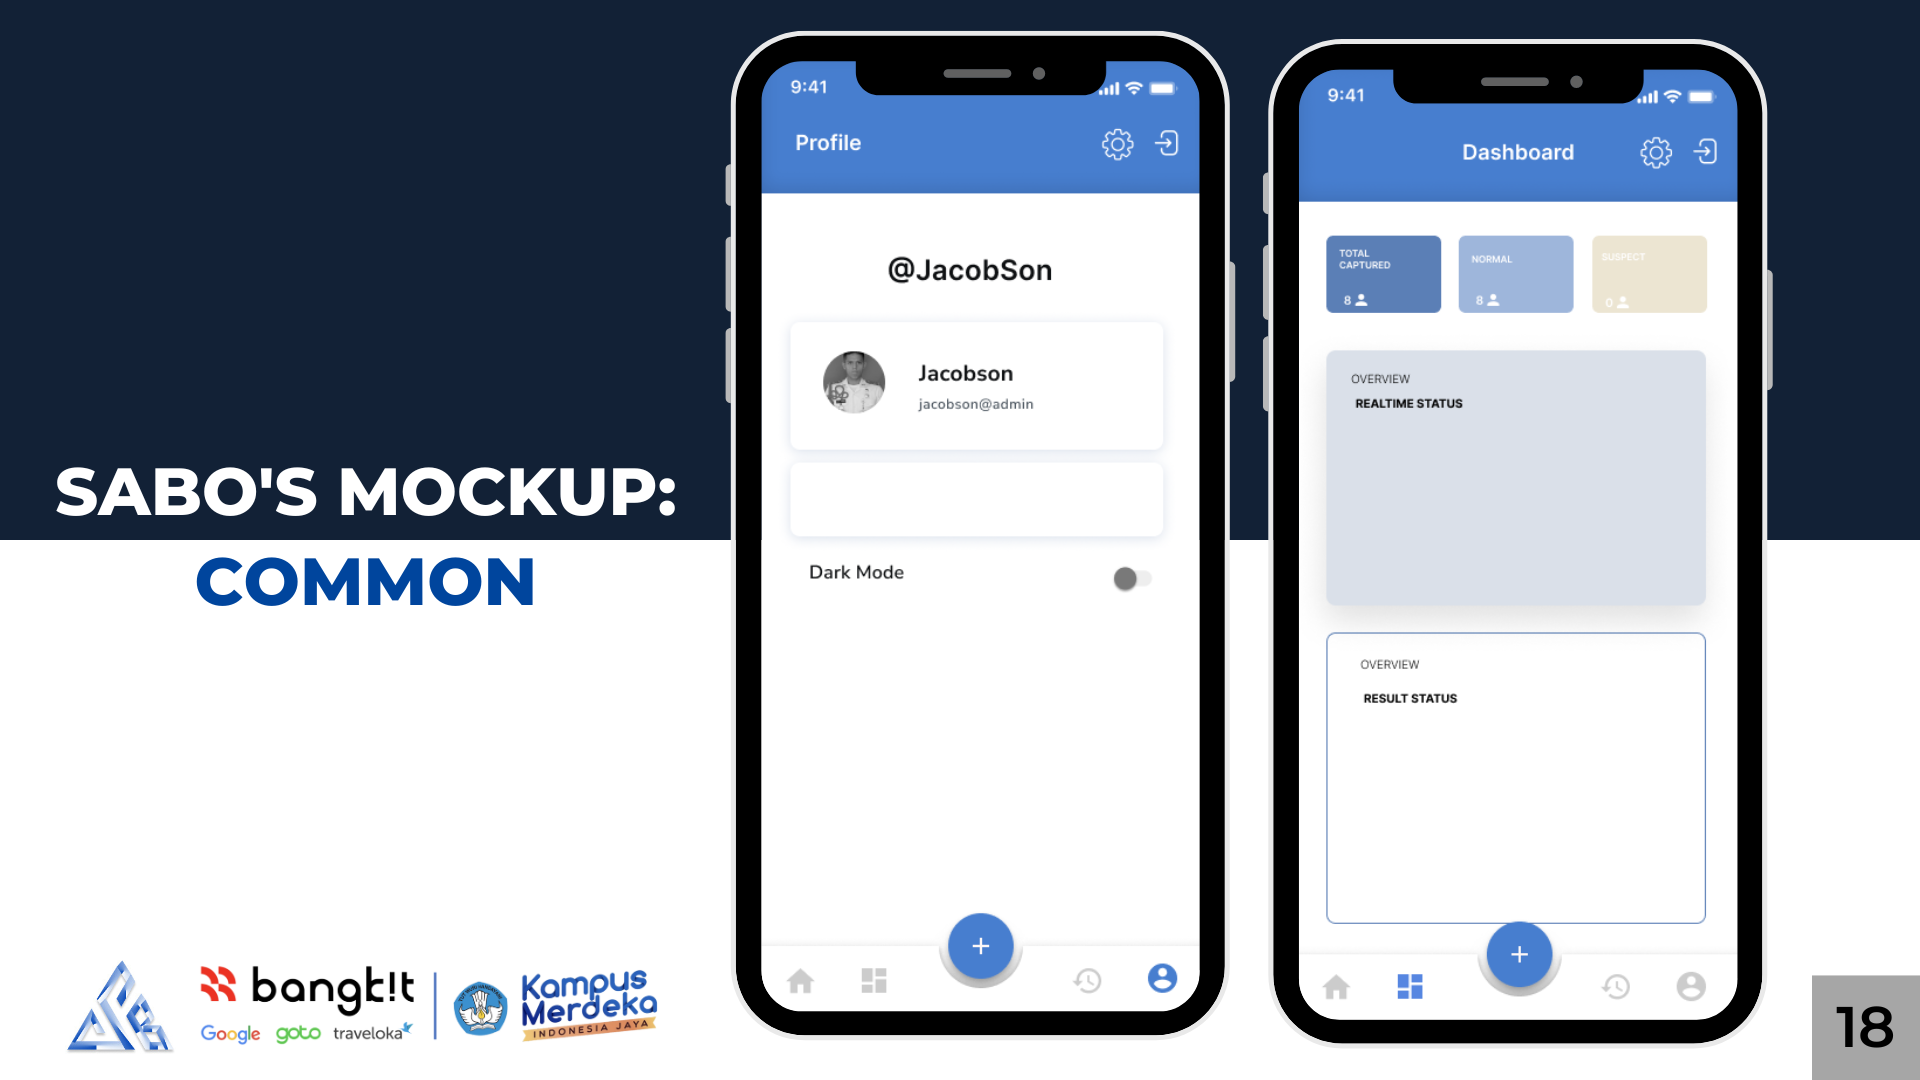 SABO'S MOCKUP:
COMMON
9:41
Profile
@JacobSon
Jacobson
jacobson@admin
Dark Mode
+
9:41
Dashboard
TOTAL
CAPTURED
8
NORMAL
8
SUSPECT
0
OVERVIEW
REALTIME STATUS
OVERVIEW
RESULT STATUS
+
bangk!t
Google goto traveloka
Kampus
Merdeka
INDONESIA JAYA
18